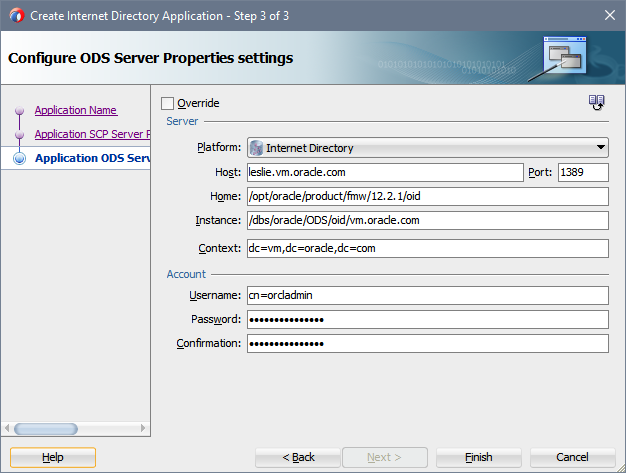 Create Internet Directory Application - Step 3 of 3
Configure ODS Server Properties settings
010101010101010101010101
01010101010
Application Name
Application SCP Server P
Application ODS Serv
Override
Server
Platform: Internet Directory
Host: leslie.vm.oracle.com Port: 1389
Home: /opt/oracle/product/fmw/12.2.1/oid
Instance: /dbs/oracle/ODS/oid/vm.oracle.com
Context: dc=vm,dc=oracle,dc=com
Account
Username: cn=orcladmin
Password: •••••••••••••••
Confirmation: •••••••••••••••
Help
< Back
Next >
Finish
Cancel